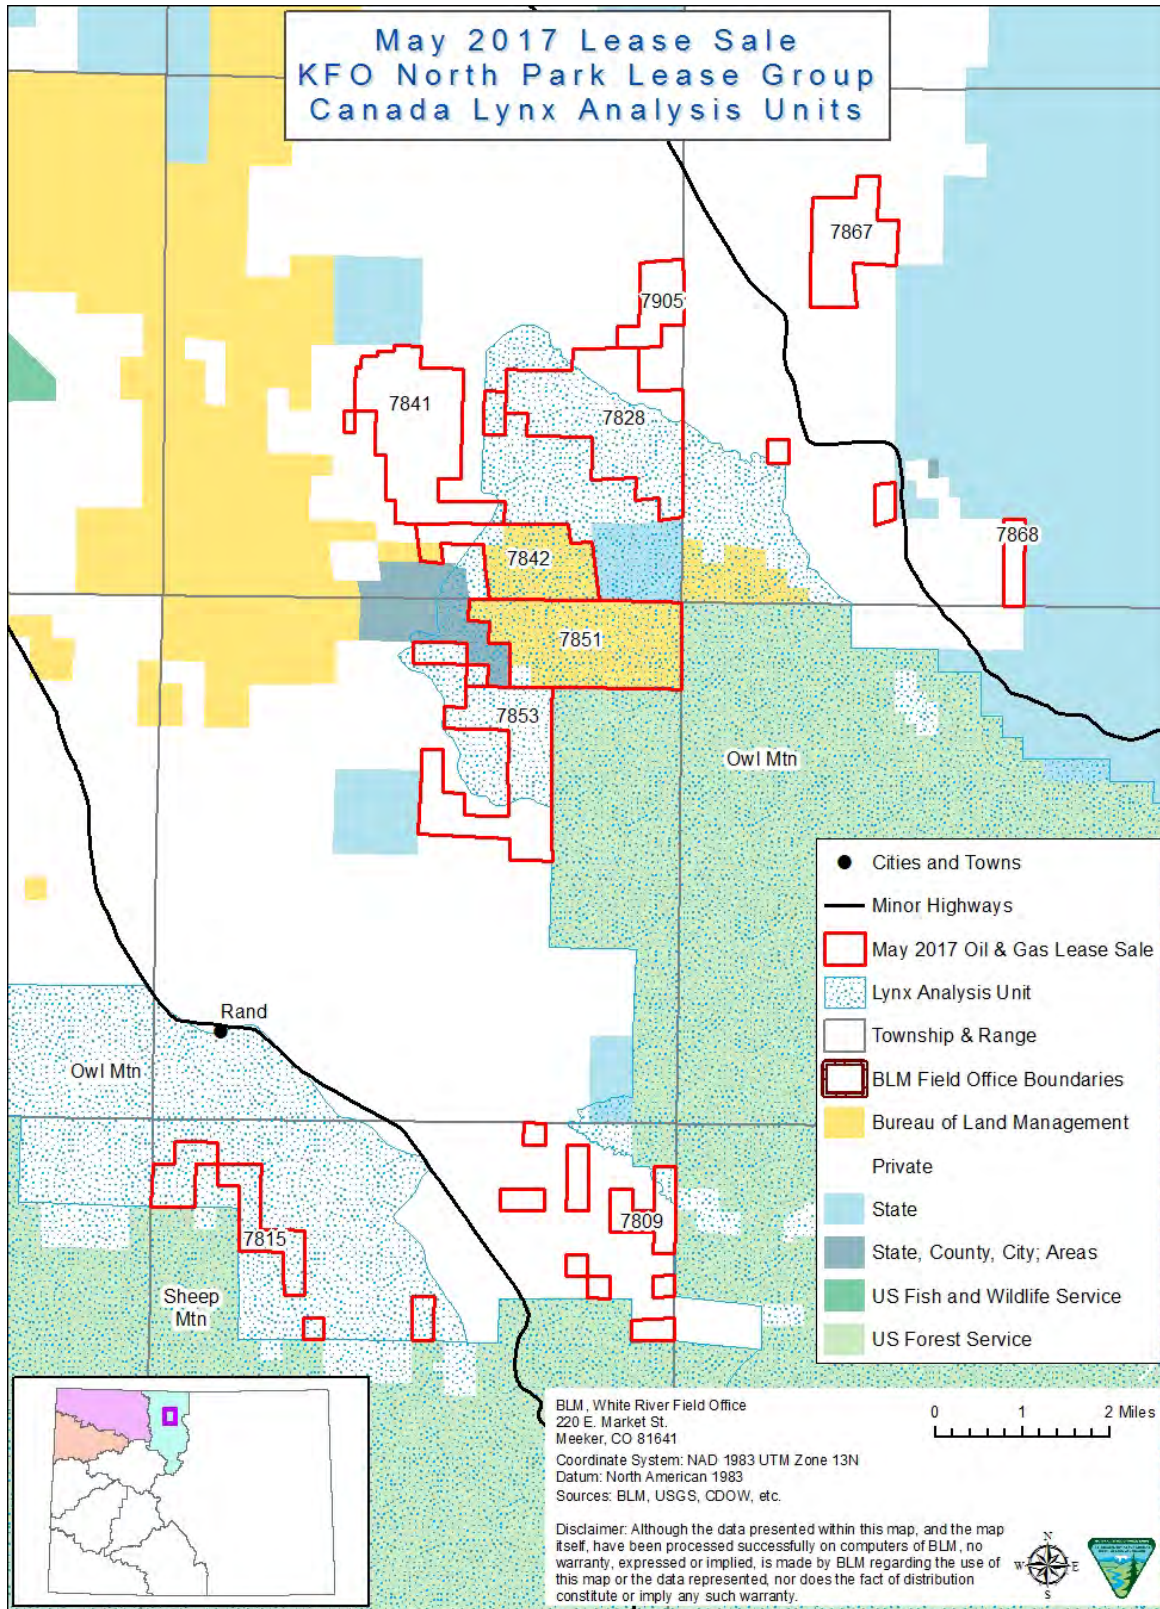 May 2017 Lease Sale
KFO North Park Lease Group
Canada Lynx Analysis Units
7867
7905
7841
7828
7868
7842
7851
7853
Owl Mtn
Rand
Owl Mtn
7809
7815
Sheep
Mtn
Cities and Towns
Minor Highways
May 2017 Oil & Gas Lease Sale
Lynx Analysis Unit
Township & Range
BLM Field Office Boundaries
Bureau of Land Management
Private
State
State, County, City; Areas
US Fish and Wildlife Service
US Forest Service
BLM, White River Field Office
220 E. Market St.
Meeker, CO 81641
Coordinate System: NAD 1983 UTM Zone 13N
Datum: North American 1983
Sources: BLM, USGS, CDOW, etc.
0 1 2 Miles
Disclaimer: Although the data presented within this map, and the map
itself, have been processed successfully on computers of BLM, no
warranty, expressed or implied, is made by BLM regarding the use of
this map or the data represented, nor does the fact of distribution
constitute or imply any such warranty.
N
W E
S